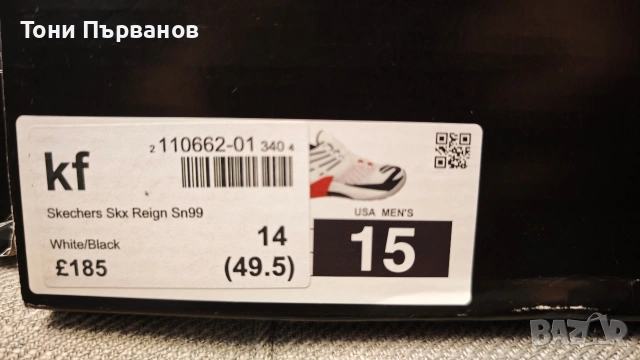 Тони Първанов
2 110662-01 340 4
kf
Skechers Skx Reign Sn99
White/Black
14
£185
(49.5)
USA MEN'S
15
BAZAR